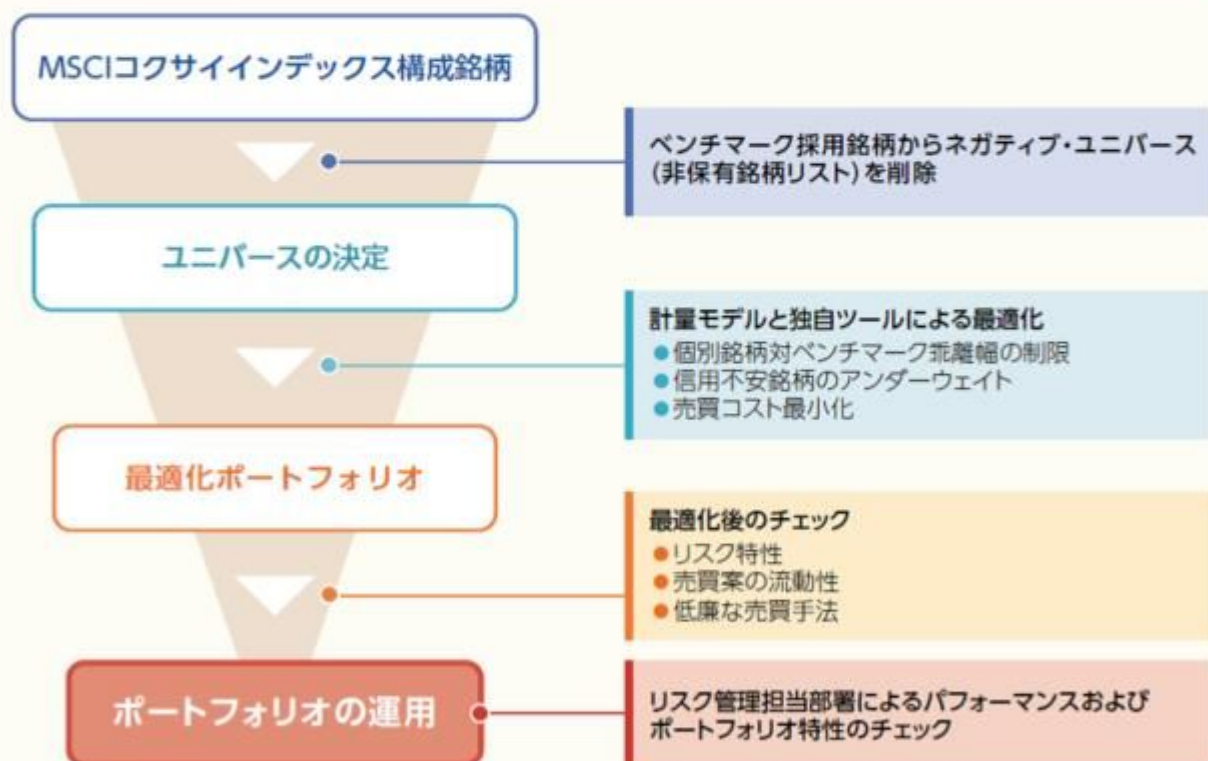 MSCIコクサイインデックス構成銘柄
ベンチマーク採用銘柄からネガティブ・ユニバース
(非保有銘柄リスト)を削除
ユニバースの決定
計量モデルと独自ツールによる最適化
●個別銘柄対ベンチマーク乖離幅の制限
●信用不安銘柄のアンダーウェイト
●売買コスト最小化
最適化ポートフォリオ
最適化後のチェック
●リスク特性
●売買案の流動性
●低廉な売買手法
ポートフォリオの運用
リスク管理担当部署によるパフォーマンスおよび
ポートフォリオ特性のチェック